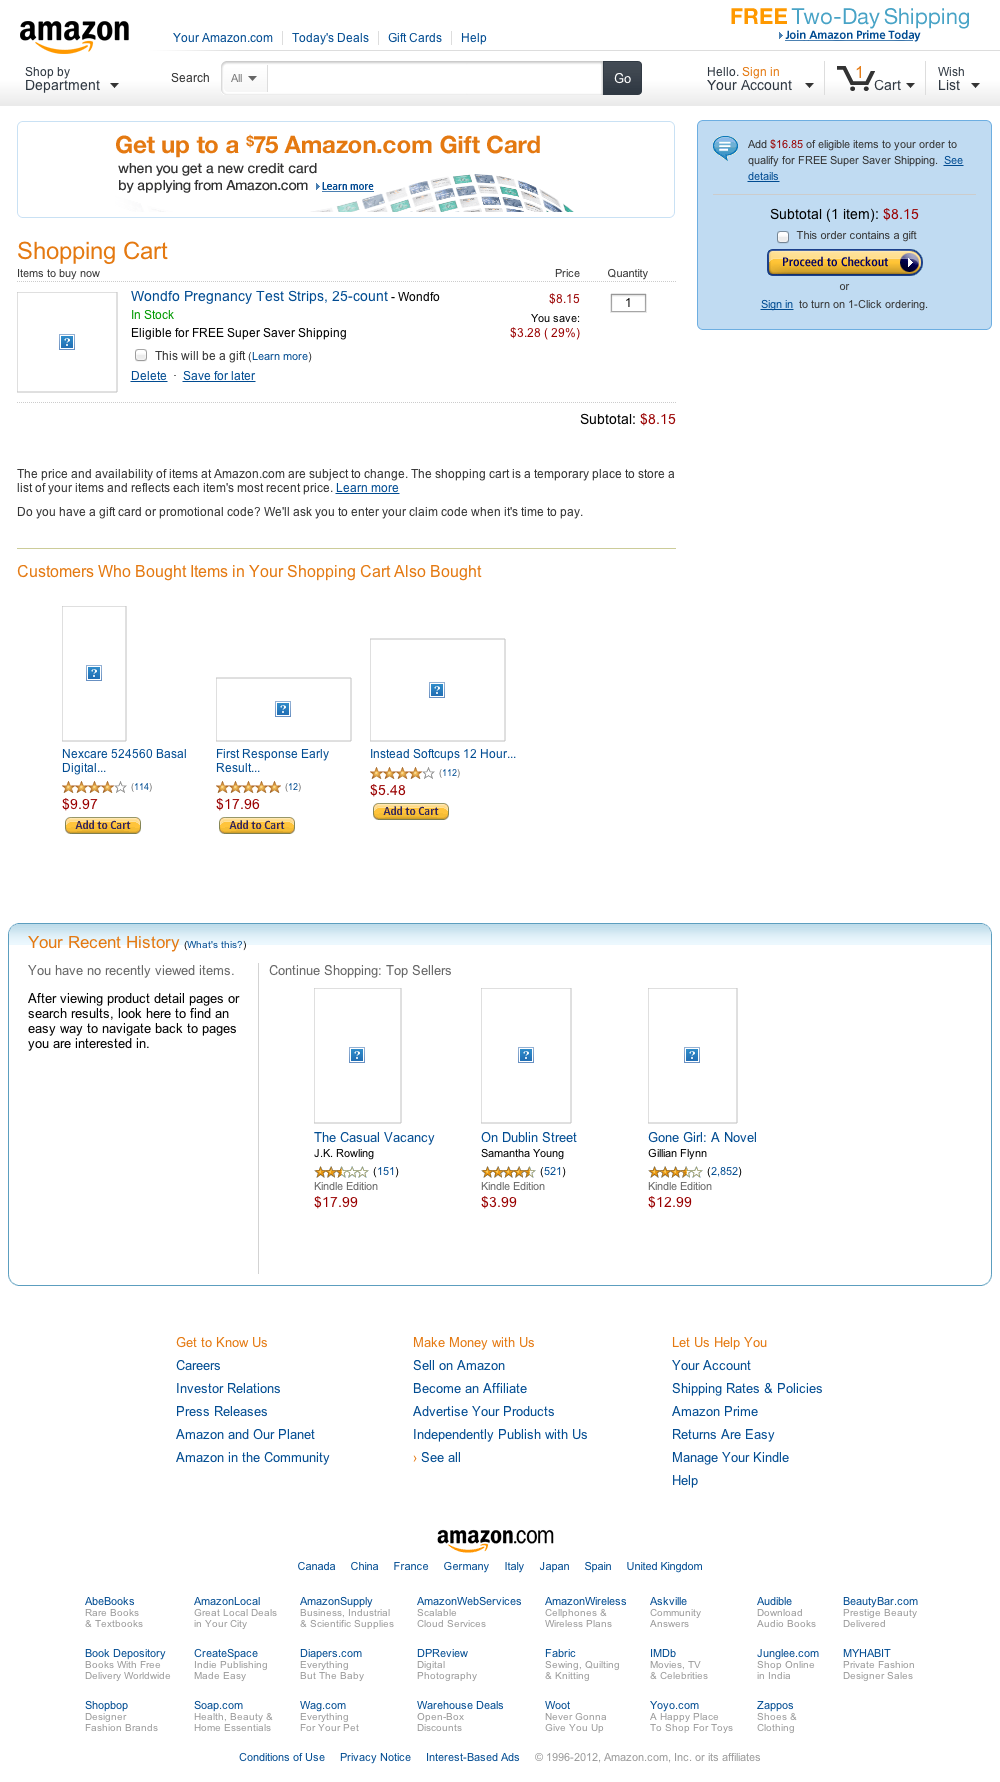 amazon
Your Amazon.com
Today's Deals
Gift Cards
Help
FREE Two-Day Shipping
Join Amazon Prime Today
Shop by
Department
Search
All
Go
Hello. Sign in
Your Account
1
Cart
Wish
List
Get up to a $75 Amazon.com Gift Card
when you get a new credit card
by applying from Amazon.com
Learn more
Add $16.85 of eligible items to your order to
qualify for FREE Super Saver Shipping. See
details
Subtotal (1 item): $8.15
This order contains a gift
Proceed to Checkout
or
Sign in to turn on 1-Click ordering.
Shopping Cart
Items to buy now
Price
Quantity
Wondfo Pregnancy Test Strips, 25-count - Wondfo
In Stock
Eligible for FREE Super Saver Shipping
This will be a gift (Learn more)
Delete · Save for later
$8.15
You save:
$3.28 ( 29%)
1
Subtotal: $8.15
The price and availability of items at Amazon.com are subject to change. The shopping cart is a temporary place to store a
list of your items and reflects each item's most recent price. Learn more
Do you have a gift card or promotional code? We'll ask you to enter your claim code when it's time to pay.
Customers Who Bought Items in Your Shopping Cart Also Bought
Nexcare 524560 Basal
Digital...
(114)
$9.97
Add to Cart
First Response Early
Result...
(12)
$17.96
Add to Cart
Instead Softcups 12 Hour...
(112)
$5.48
Add to Cart
Your Recent History (What's this?)
You have no recently viewed items.
After viewing product detail pages or
search results, look here to find an
easy way to navigate back to pages
you are interested in.
Continue Shopping: Top Sellers
The Casual Vacancy
J.K. Rowling
(151)
Kindle Edition
$17.99
On Dublin Street
Samantha Young
(521)
Kindle Edition
$3.99
Gone Girl: A Novel
Gillian Flynn
(2,852)
Kindle Edition
$12.99
Get to Know Us
Careers
Investor Relations
Press Releases
Amazon and Our Planet
Amazon in the Community
Make Money with Us
Sell on Amazon
Become an Affiliate
Advertise Your Products
Independently Publish with Us
› See all
Let Us Help You
Your Account
Shipping Rates & Policies
Amazon Prime
Returns Are Easy
Manage Your Kindle
Help
amazon.com
Canada China France Germany Italy Japan Spain United Kingdom
AbeBooks
Rare Books
& Textbooks
AmazonLocal
Great Local Deals
in Your City
AmazonSupply
Business, Industrial
& Scientific Supplies
AmazonWebServices
Scalable
Cloud Services
AmazonWireless
Cellphones &
Wireless Plans
Askville
Community
Answers
Audible
Download
Audio Books
BeautyBar.com
Prestige Beauty
Delivered
Book Depository
Books With Free
Delivery Worldwide
CreateSpace
Indie Publishing
Made Easy
Diapers.com
Everything
But The Baby
DPReview
Digital
Photography
Fabric
Sewing, Quilting
& Knitting
IMDb
Movies, TV
& Celebrities
Junglee.com
Shop Online
in India
MYHABIT
Private Fashion
Designer Sales
Shopbop
Designer
Fashion Brands
Soap.com
Health, Beauty &
Home Essentials
Wag.com
Everything
For Your Pet
Warehouse Deals
Open-Box
Discounts
Woot
Never Gonna
Give You Up
Yoyo.com
A Happy Place
To Shop For Toys
Zappos
Shoes &
Clothing
Conditions of Use Privacy Notice Interest-Based Ads © 1996-2012, Amazon.com, Inc. or its affiliates